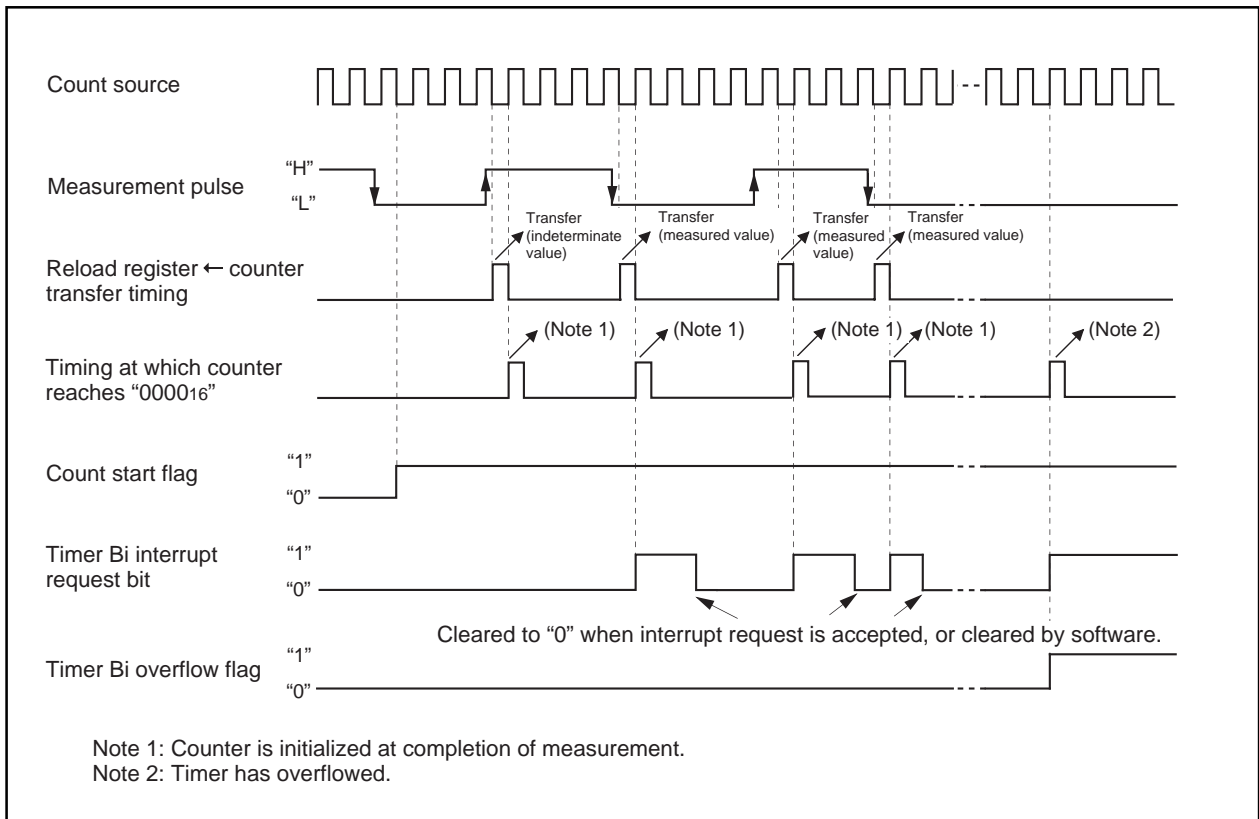 Count source
Measurement pulse
“H”
“L”
Transfer
(indeterminate
value)
Transfer
(measured value)
Transfer
(measured
value)
Transfer
(measured value)
Reload register ← counter
transfer timing
(Note 1)
(Note 1)
(Note 1)
(Note 1)
(Note 2)
Timing at which counter
reaches “000016”
Count start flag
“1”
“0”
Timer Bi interrupt
request bit
“1”
“0”
Cleared to “0” when interrupt request is accepted, or cleared by software.
Timer Bi overflow flag
“1”
“0”
Note 1: Counter is initialized at completion of measurement.
Note 2: Timer has overflowed.